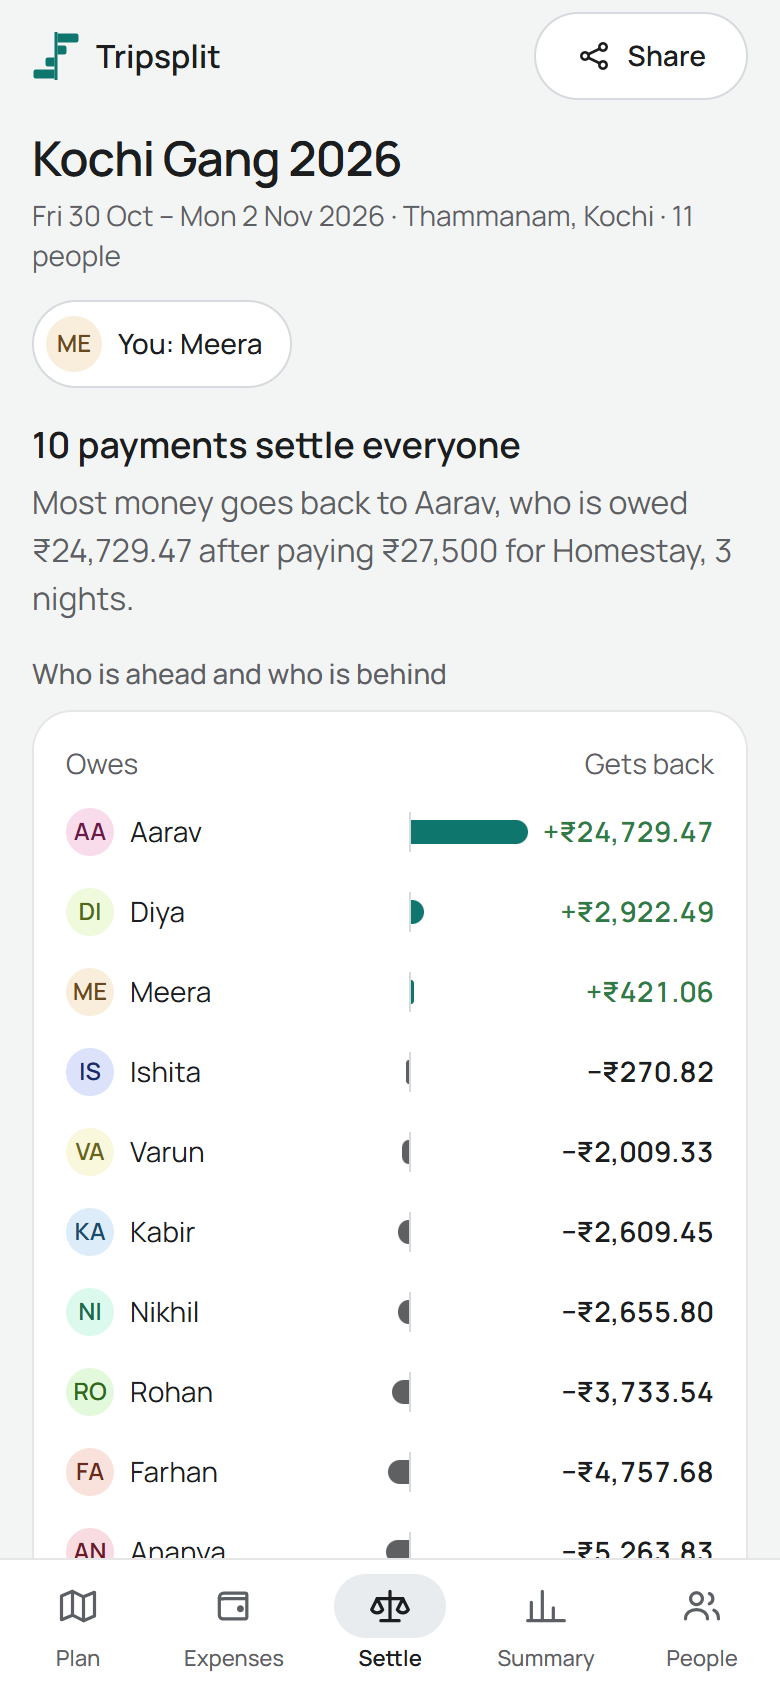 Tripsplit
Share
Kochi Gang 2026
Fri 30 Oct – Mon 2 Nov 2026 · Thammanam, Kochi · 11
people
ME You: Meera
10 payments settle everyone
Most money goes back to Aarav, who is owed
₹24,729.47 after paying ₹27,500 for Homestay, 3
nights.
Who is ahead and who is behind
Owes Gets back
AA Aarav +₹24,729.47
DI Diya +₹2,922.49
ME Meera +₹421.06
IS Ishita −₹270.82
VA Varun −₹2,009.33
KA Kabir −₹2,609.45
NI Nikhil −₹2,655.80
RO Rohan −₹3,733.54
FA Farhan −₹4,757.68
AN Ananya −₹5,263.83
Plan Expenses Settle Summary People